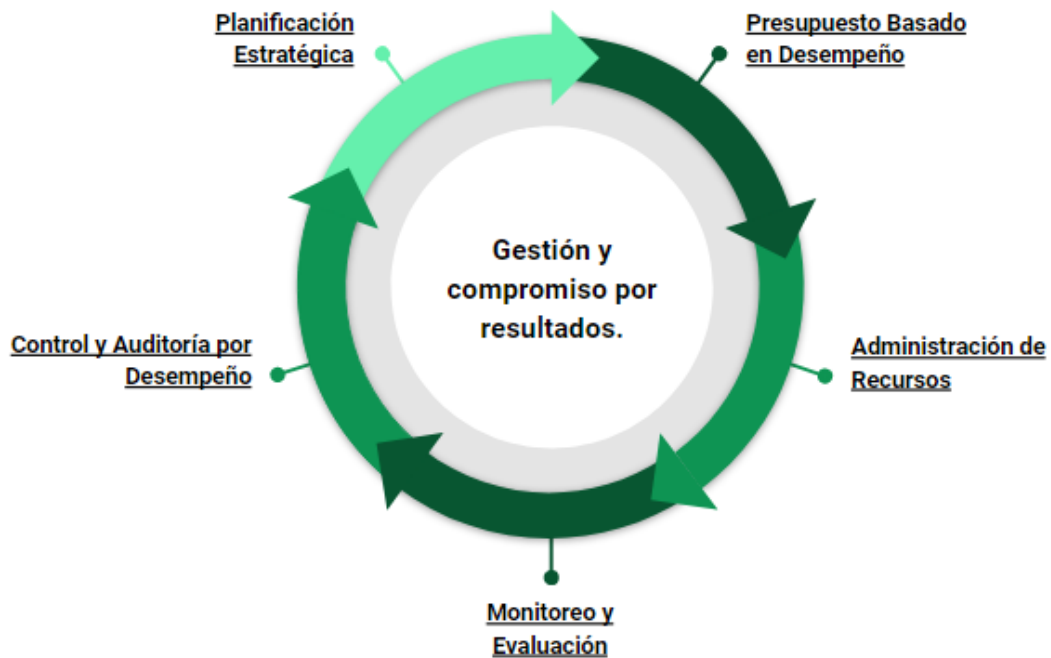 Planificación
Estratégica
Presupuesto Basado
en Desempeño
Gestión y
compromiso por
resultados.
Control y Auditoría por
Desempeño
Administración de
Recursos
Monitoreo y
Evaluación